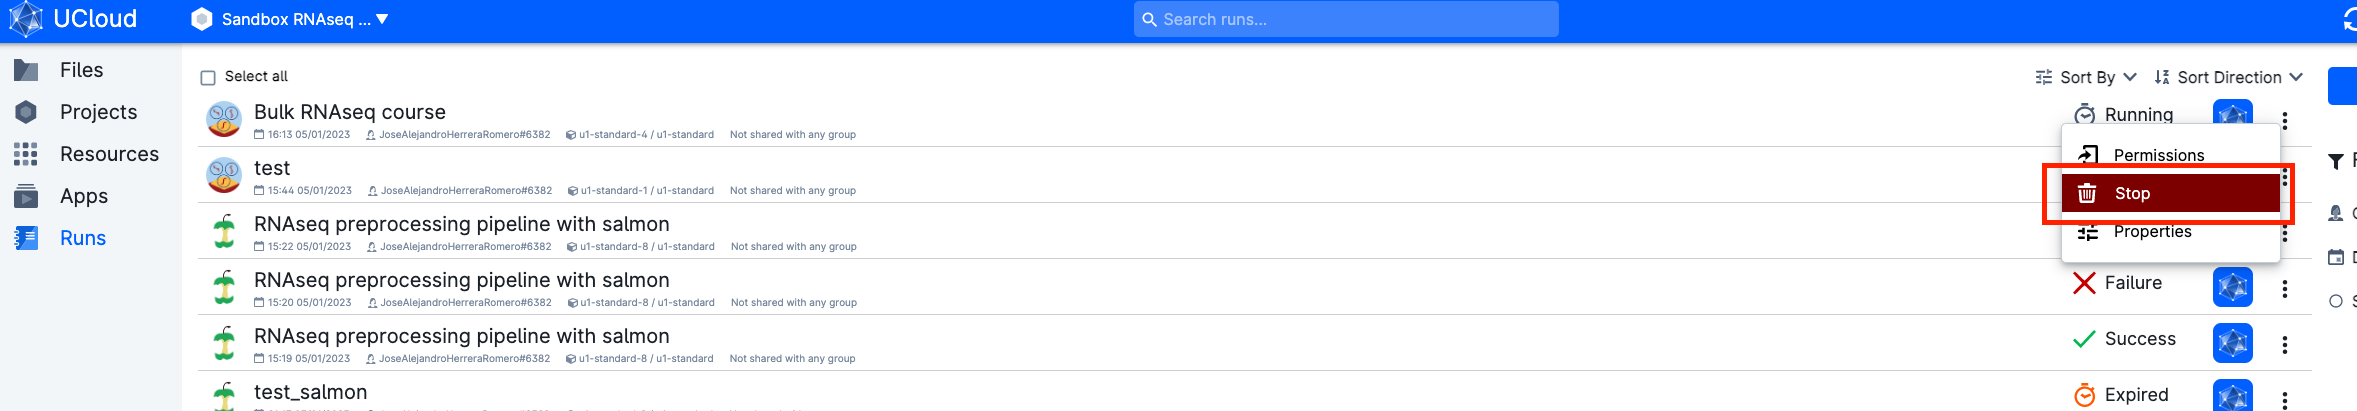 UCloud
Sandbox RNAseq ...
Search runs...
Files
Projects
Resources
Apps
Runs
Select all
Sort By
Sort Direction
Bulk RNAseq course
16:13 05/01/2023 JoseAlejandroHerreraRomero#6382 u1-standard-4 / u1-standard Not shared with any group
Running
Permissions
Stop
Properties
test
15:44 05/01/2023 JoseAlejandroHerreraRomero#6382 u1-standard-1 / u1-standard Not shared with any group
RNAseq preprocessing pipeline with salmon
15:22 05/01/2023 JoseAlejandroHerreraRomero#6382 u1-standard-8 / u1-standard Not shared with any group
RNAseq preprocessing pipeline with salmon
15:20 05/01/2023 JoseAlejandroHerreraRomero#6382 u1-standard-8 / u1-standard Not shared with any group
Failure
RNAseq preprocessing pipeline with salmon
15:19 05/01/2023 JoseAlejandroHerreraRomero#6382 u1-standard-8 / u1-standard Not shared with any group
Success
test_salmon
Expired